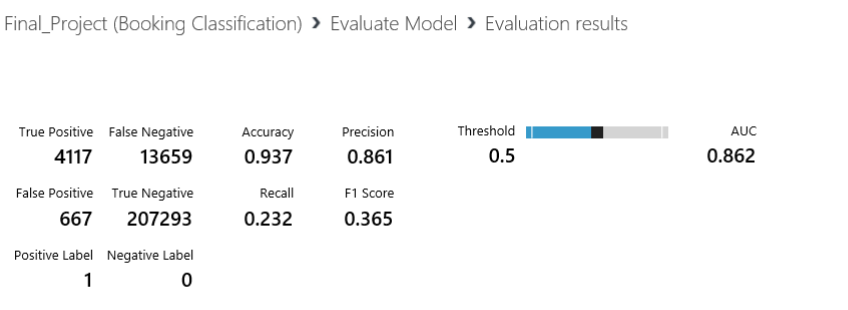 Final_Project (Booking Classification) › Evaluate Model › Evaluation results
True Positive False Negative Accuracy Precision Threshold AUC
4117 13659 0.937 0.861 0.5 0.862
False Positive True Negative Recall F1 Score
667 207293 0.232 0.365
Positive Label Negative Label
1 0